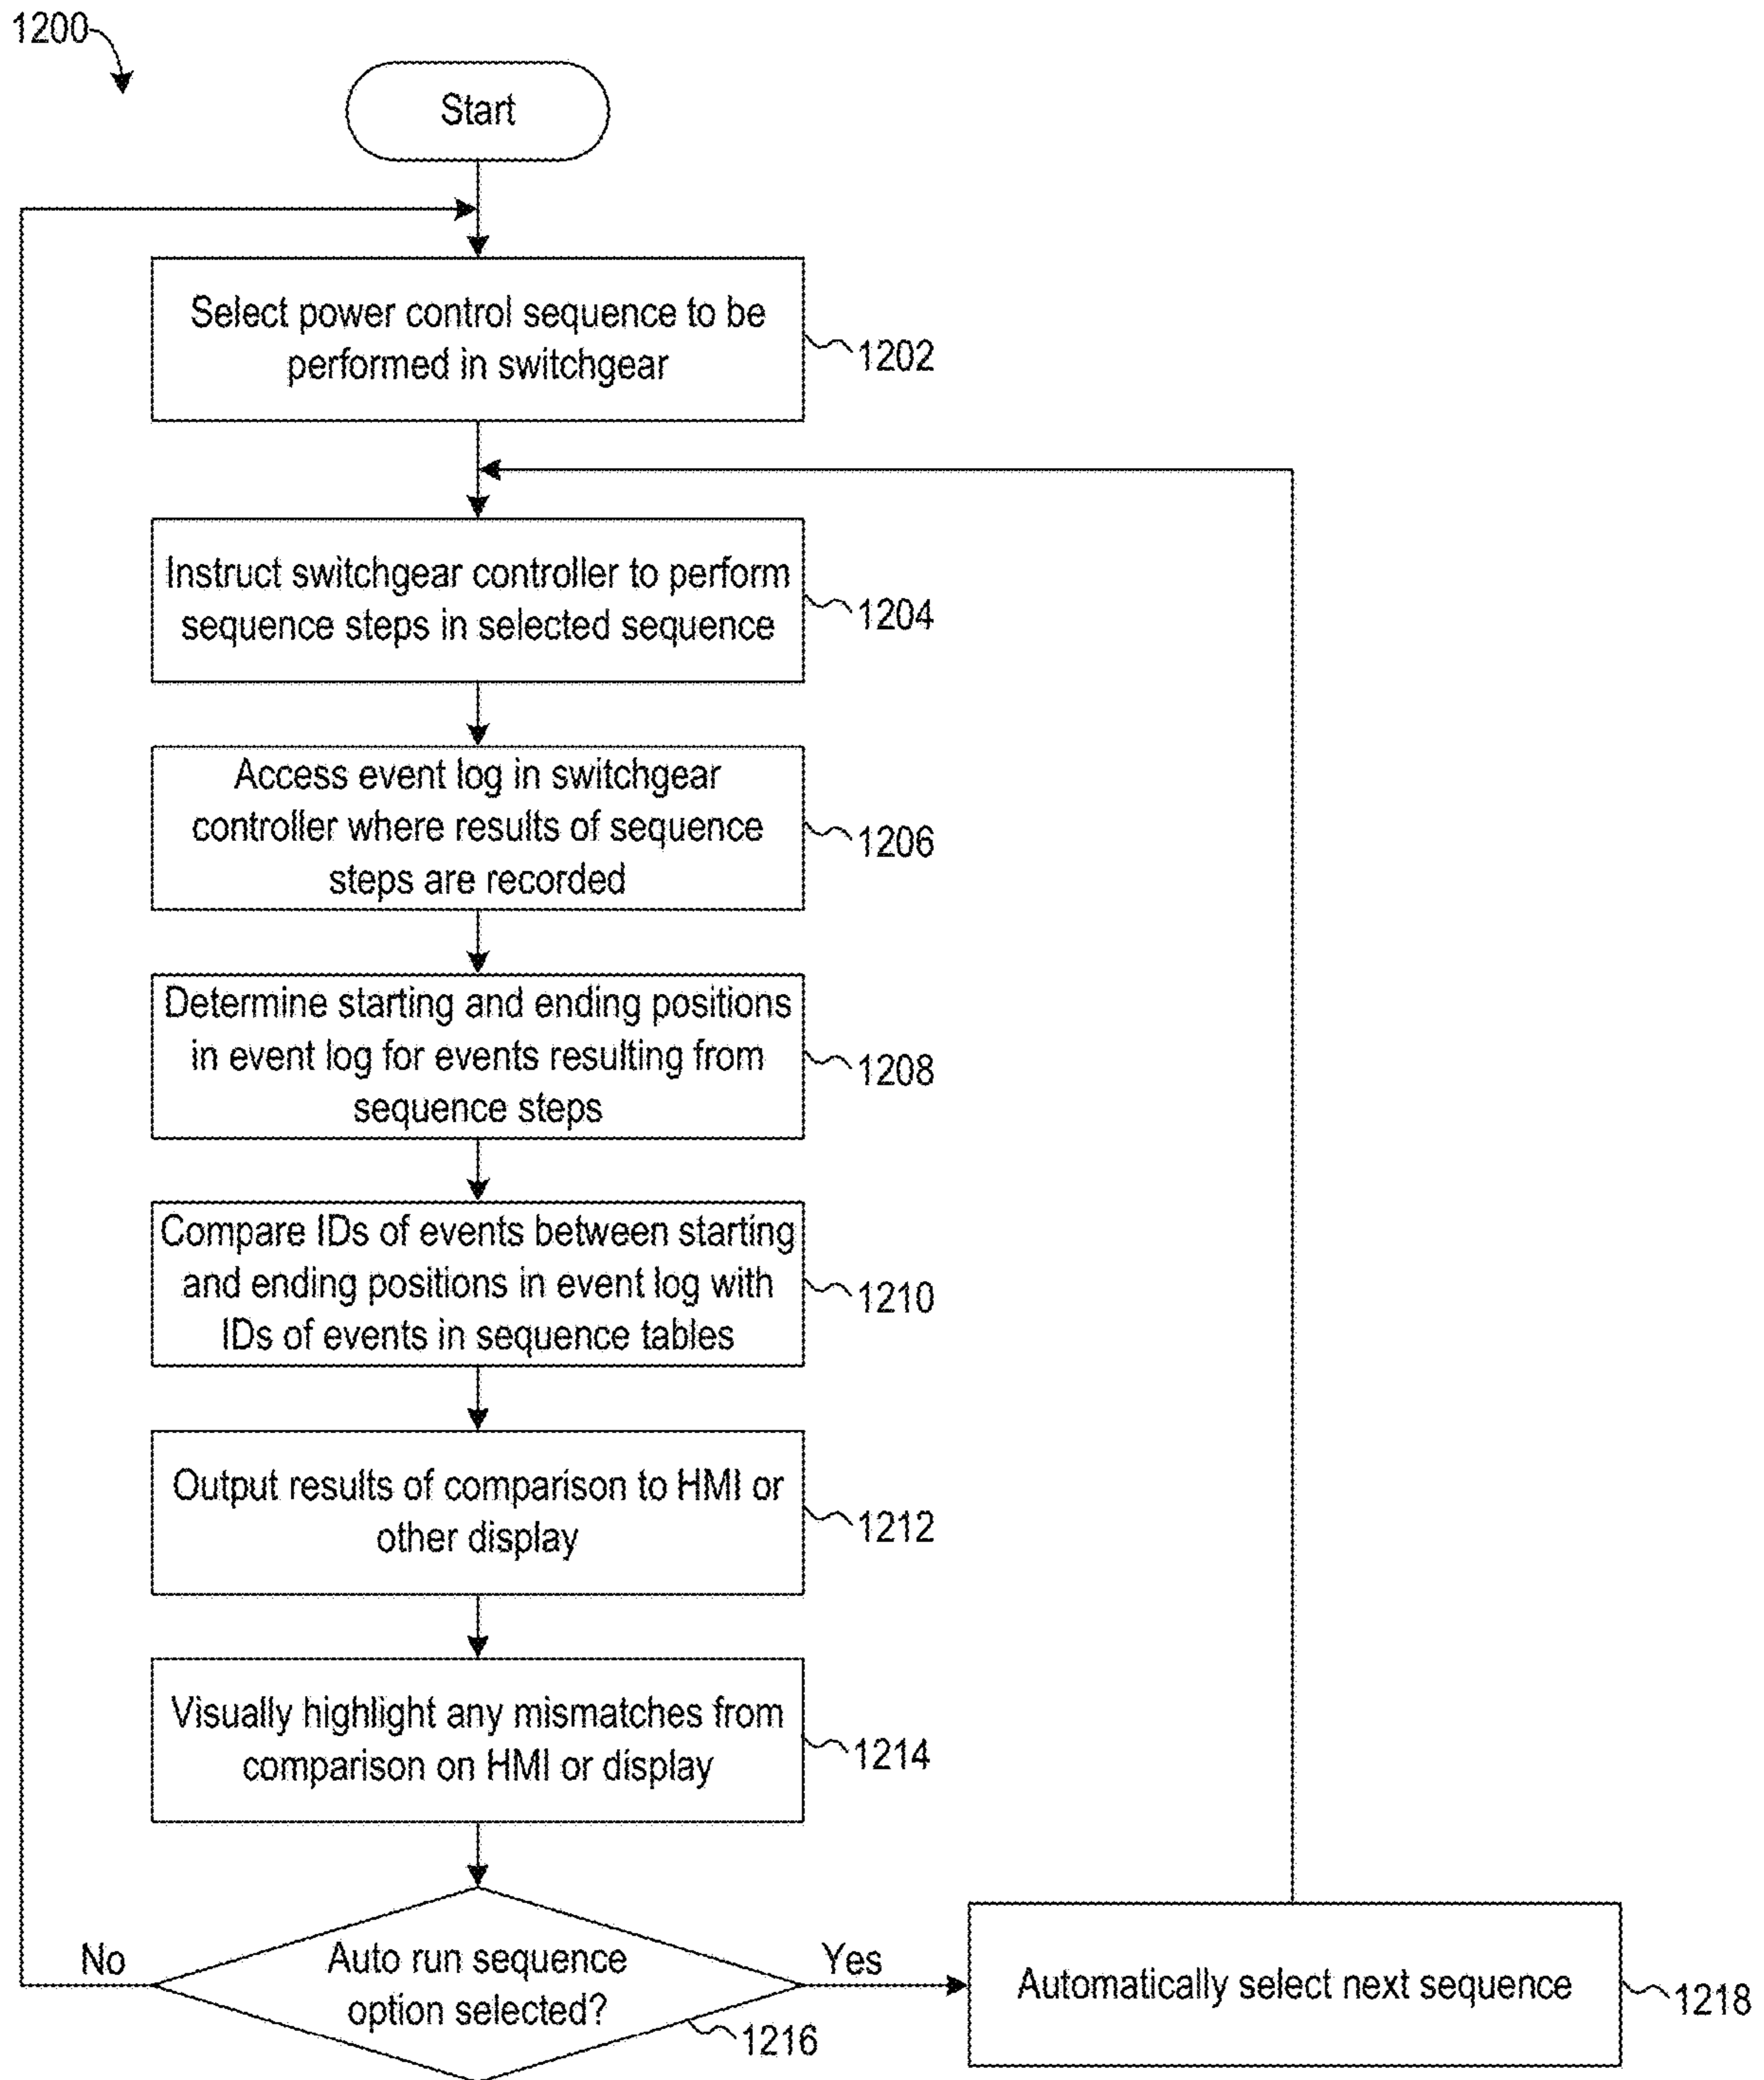 1200
Start
Select power control sequence to be
performed in switchgear
1202
Instruct switchgear controller to perform
sequence steps in selected sequence
1204
Access event log in switchgear
controller where results of sequence
steps are recorded
1206
Determine starting and ending positions
in event log for events resulting from
sequence steps
1208
Compare IDs of events between starting
and ending positions in event log with
IDs of events in sequence tables
1210
Output results of comparison to HMI or
other display
1212
Visually highlight any mismatches from
comparison on HMI or display
1214
No
Auto run sequence
option selected?
1216
Yes
Automatically select next sequence
1218